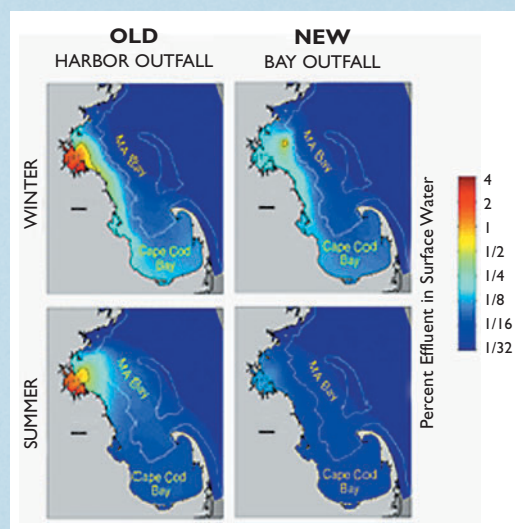 OLD
HARBOR OUTFALL
NEW
BAY OUTFALL
WINTER
MA Bay
Cape Cod
Bay
MA Bay
Cape Cod
Bay
SUMMER
MA Bay
Cape Cod
Bay
MA Bay
Cape Cod
Bay
Percent Effluent in Surface Water
4
2
1
1/2
1/4
1/8
1/16
1/32